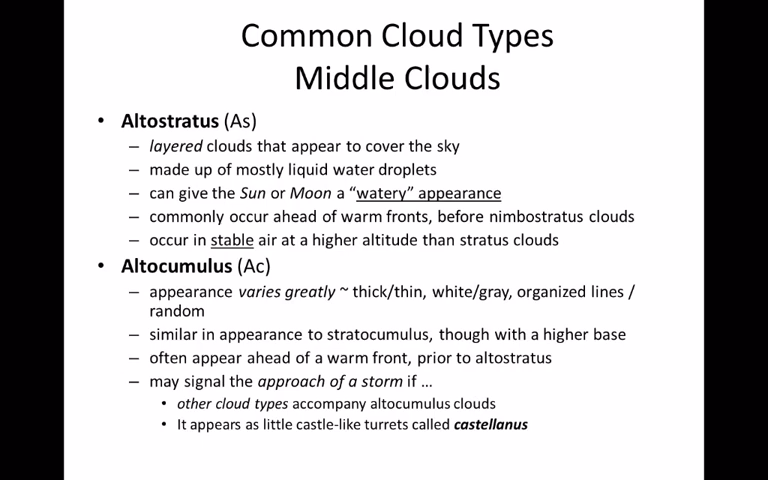 Common Cloud Types
Middle Clouds
• Altostratus (As)
– layered clouds that appear to cover the sky
– made up of mostly liquid water droplets
– can give the Sun or Moon a “watery” appearance
– commonly occur ahead of warm fronts, before nimbostratus clouds
– occur in stable air at a higher altitude than stratus clouds
• Altocumulus (Ac)
– appearance varies greatly ~ thick/thin, white/gray, organized lines /
random
– similar in appearance to stratocumulus, though with a higher base
– often appear ahead of a warm front, prior to altostratus
– may signal the approach of a storm if …
• other cloud types accompany altocumulus clouds
• It appears as little castle-like turrets called castellanus